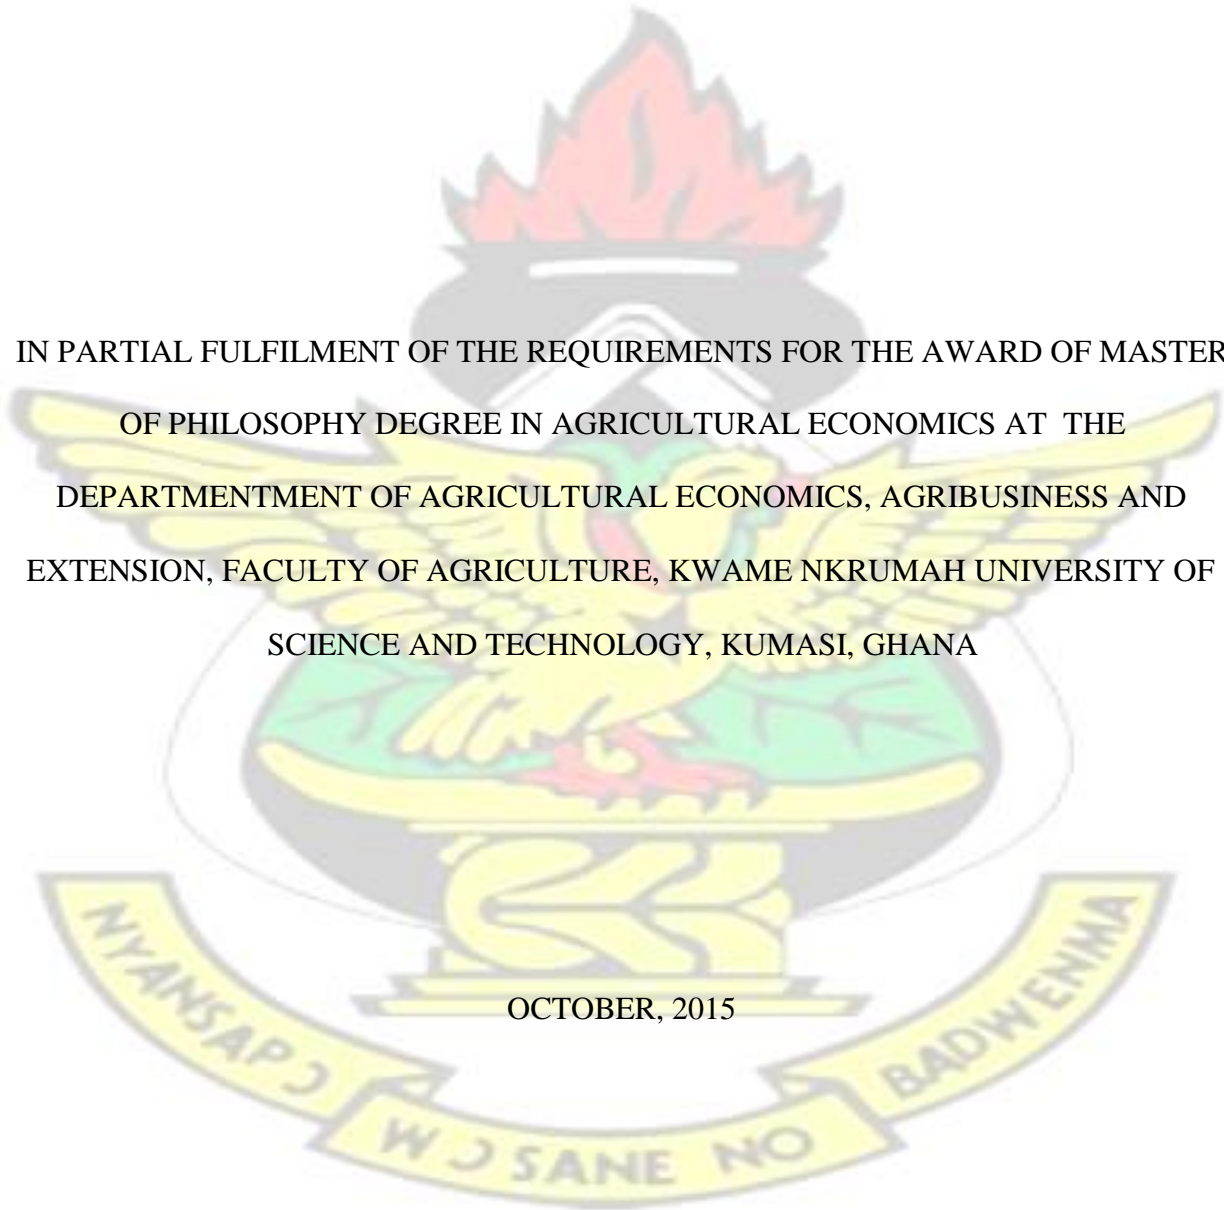 IN PARTIAL FULFILMENT OF THE REQUIREMENTS FOR THE AWARD OF MASTER
OF PHILOSOPHY DEGREE IN AGRICULTURAL ECONOMICS AT THE
DEPARTMENTMENT OF AGRICULTURAL ECONOMICS, AGRIBUSINESS AND
EXTENSION, FACULTY OF AGRICULTURE, KWAME NKRUMAH UNIVERSITY OF
SCIENCE AND TECHNOLOGY, KUMASI, GHANA
OCTOBER, 2015
NYANSAPƆ
WƆSANE NO
BADWENMA